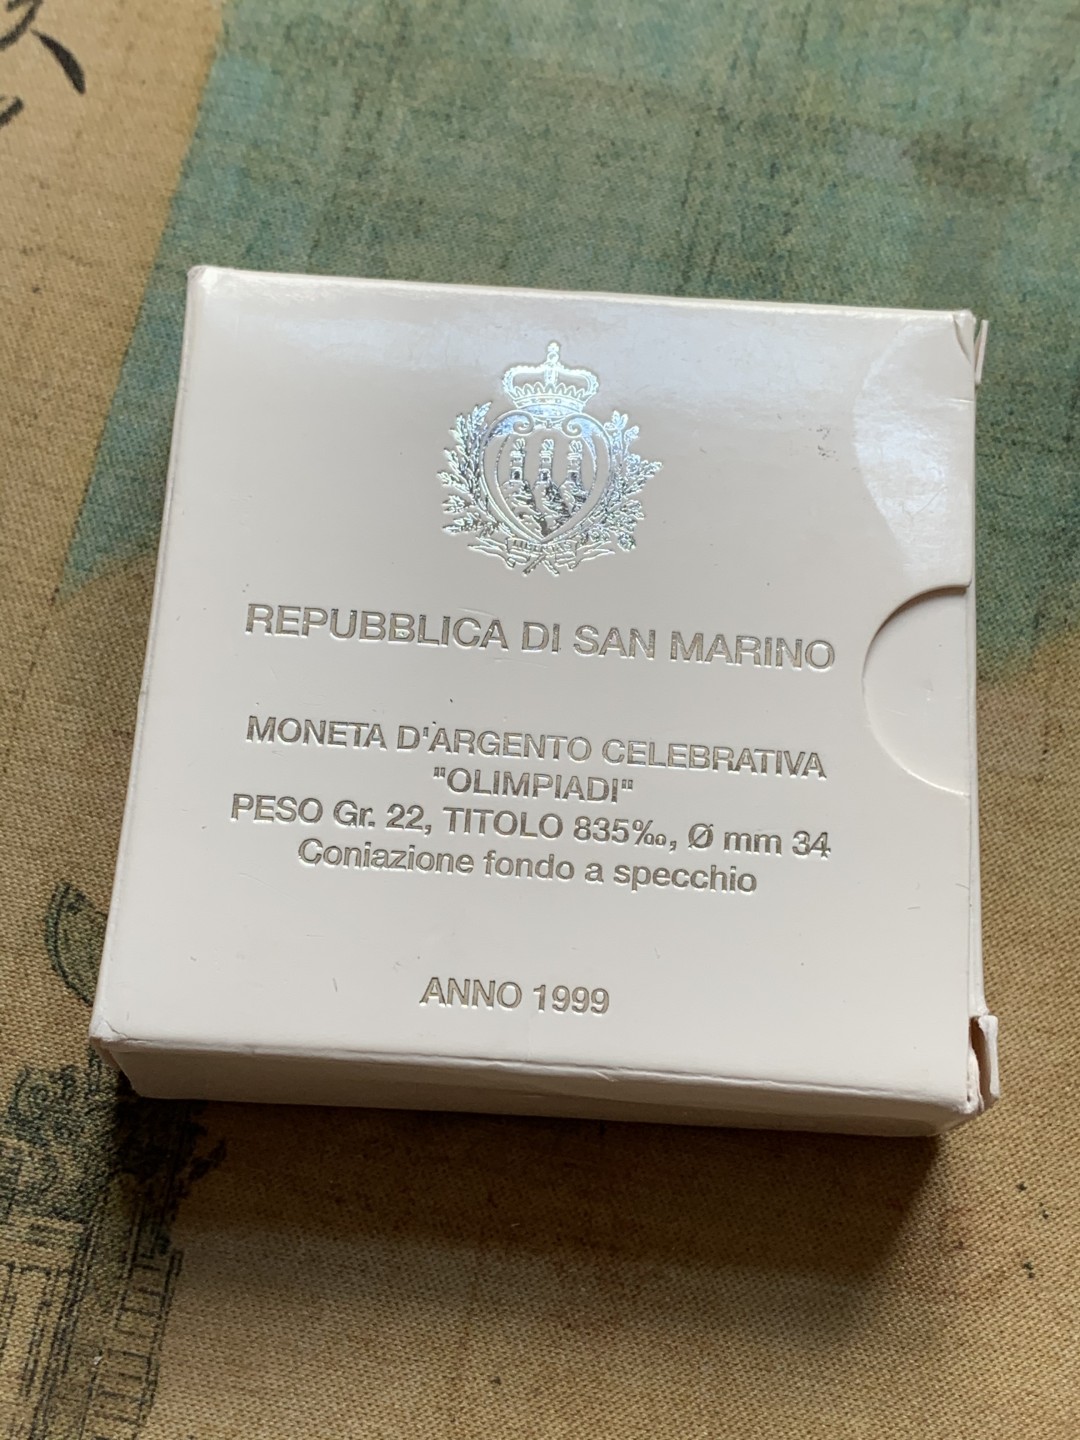 REPUBBLICA DI SAN MARINO
MONETA D'ARGENTO CELEBRATIVA
"OLIMPIADI"
PESO Gr. 22, TITOLO 835‰, Ø mm 34
Coniazione fondo a specchio
ANNO 1999